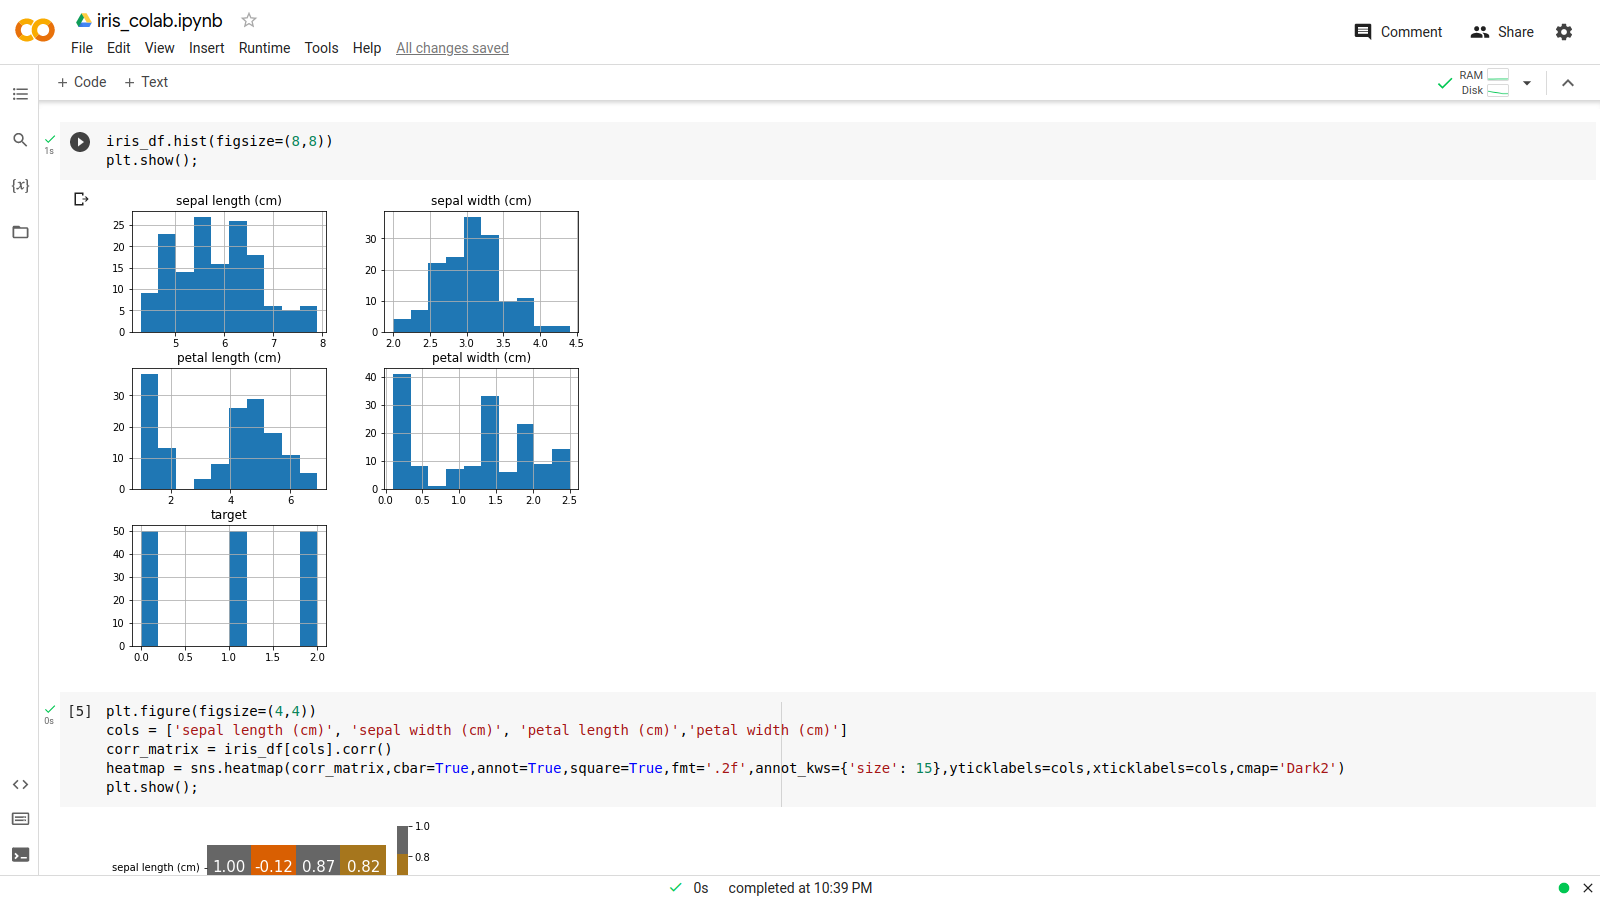 iris_colab.ipynb
File Edit View Insert Runtime Tools Help All changes saved
Comment Share
+ Code + Text
RAM
Disk
{x}
1s
iris_df.hist(figsize=(8,8))
plt.show();
sepal length (cm)
25
20
15
10
5
0
5 6 7 8
sepal width (cm)
30
20
10
0
2.0 2.5 3.0 3.5 4.0 4.5
petal length (cm)
30
20
10
0
2 4 6
petal width (cm)
40
30
20
10
0
0.0 0.5 1.0 1.5 2.0 2.5
target
50
40
30
20
10
0
0.0 0.5 1.0 1.5 2.0
0s
[5]
plt.figure(figsize=(4,4))
cols = ['sepal length (cm)', 'sepal width (cm)', 'petal length (cm)','petal width (cm)']
corr_matrix = iris_df[cols].corr()
heatmap = sns.heatmap(corr_matrix,cbar=True,annot=True,square=True,fmt='.2f',annot_kws={'size': 15},yticklabels=cols,xticklabels=cols,cmap='Dark2')
plt.show();
1.0
0.8
sepal length (cm) 1.00 -0.12 0.87 0.82
0s completed at 10:39 PM